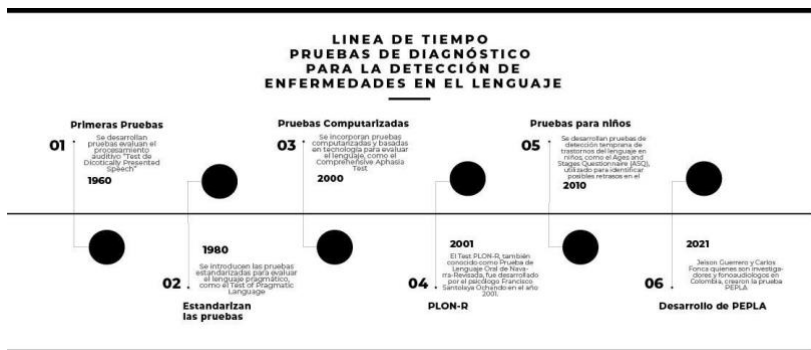 LINEA DE TIEMPO
PRUEBAS DE DIAGNÓSTICO
PARA LA DETECCIÓN DE
ENFERMEDADES EN EL LENGUAJE
Primeras Pruebas
01
Se desarrollan
pruebas evaluan el
procesamiento
auditivo "Test de
Dicotically Presented
Speech"
1960
1980
Se introducen las pruebas
estandarizadas para evaluar
el lenguaje pragmático,
como el Test of Pragmatic
Language
02
Estandarizan
las pruebas
Pruebas Computarizadas
03
Se incorporan pruebas
computarizadas y basadas
en tecnología para evaluar
el lenguaje, como el
Comprehensive Aphasia
Test
2000
2001
El Test PLON-R, también
conocido como Prueba de
Lenguaje Oral de Nava-
rra-Revisada, fue desarrollado
por el psicólogo Francisco
Santolaya Ochando en el año
2001.
04
PLON-R
Pruebas para niños
05
Se desarrollan pruebas de
detección temprana de
trastornos del lenguaje en
niños, como el Ages and
Stages Questionnaire (ASQ),
utilizado para identificar
posibles retrasos en el
2010
2021
Jeison Guerrero y Carlos
Fonca quienes son investiga-
dores y fonoaudiologos en
Colombia, crearon la prueba
PEPLA
06
Desarrollo de PEPLA